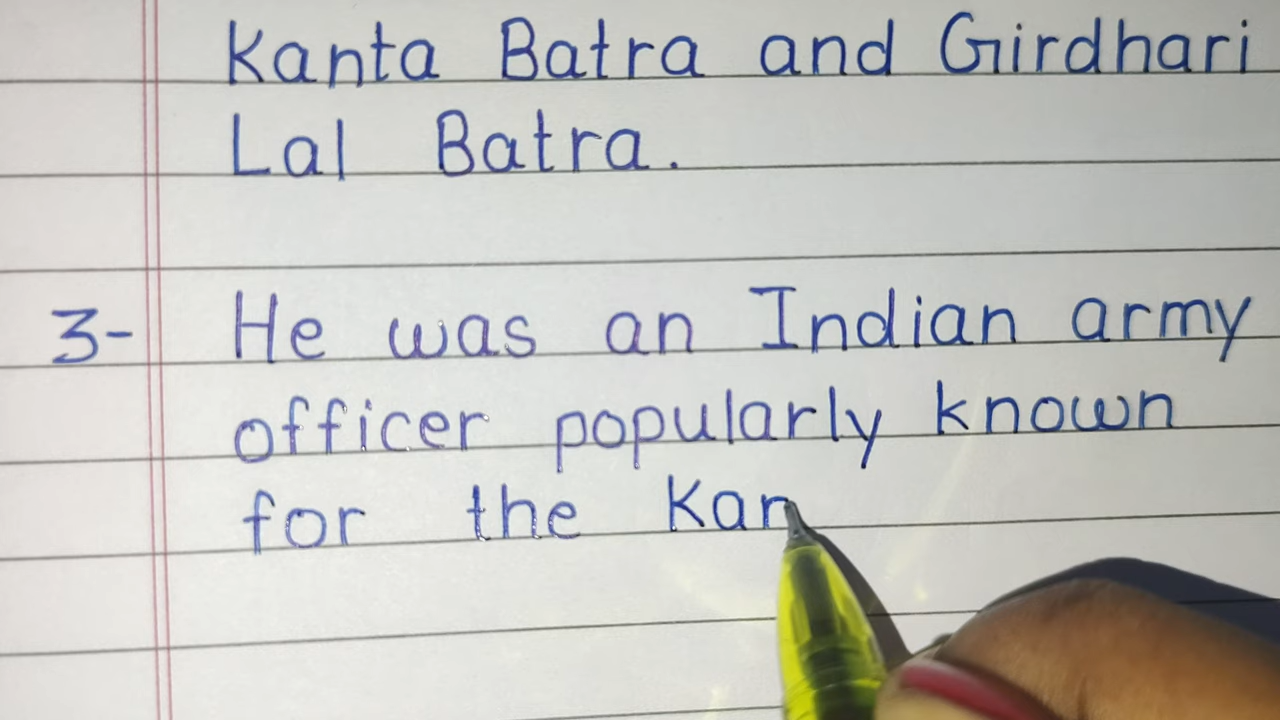 Kanta Batra and Girdhari
Lal Batra.
3- He was an Indian army
officer popularly known
for the Kar